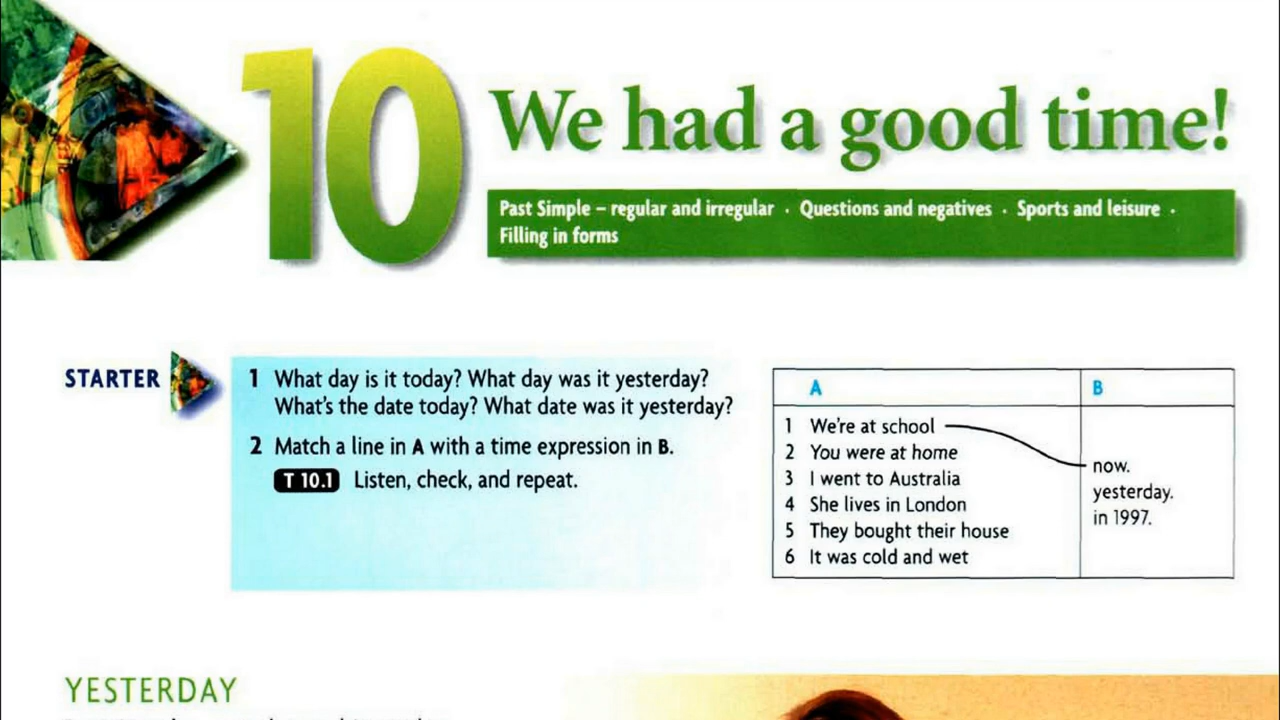 10
We had a good time!
Past Simple – regular and irregular · Questions and negatives · Sports and leisure ·
Filling in forms
STARTER
1 What day is it today? What day was it yesterday?
What's the date today? What date was it yesterday?
2 Match a line in A with a time expression in B.
T 10.1 Listen, check, and repeat.
A B
1 We're at school
2 You were at home
3 I went to Australia
4 She lives in London
5 They bought their house
6 It was cold and wet
now.
yesterday.
in 1997.
YESTERDAY